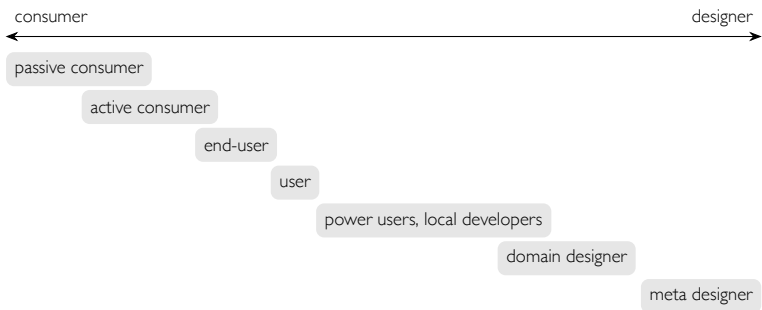 consumer designer
passive consumer
active consumer
end-user
user
power users, local developers
domain designer
meta designer